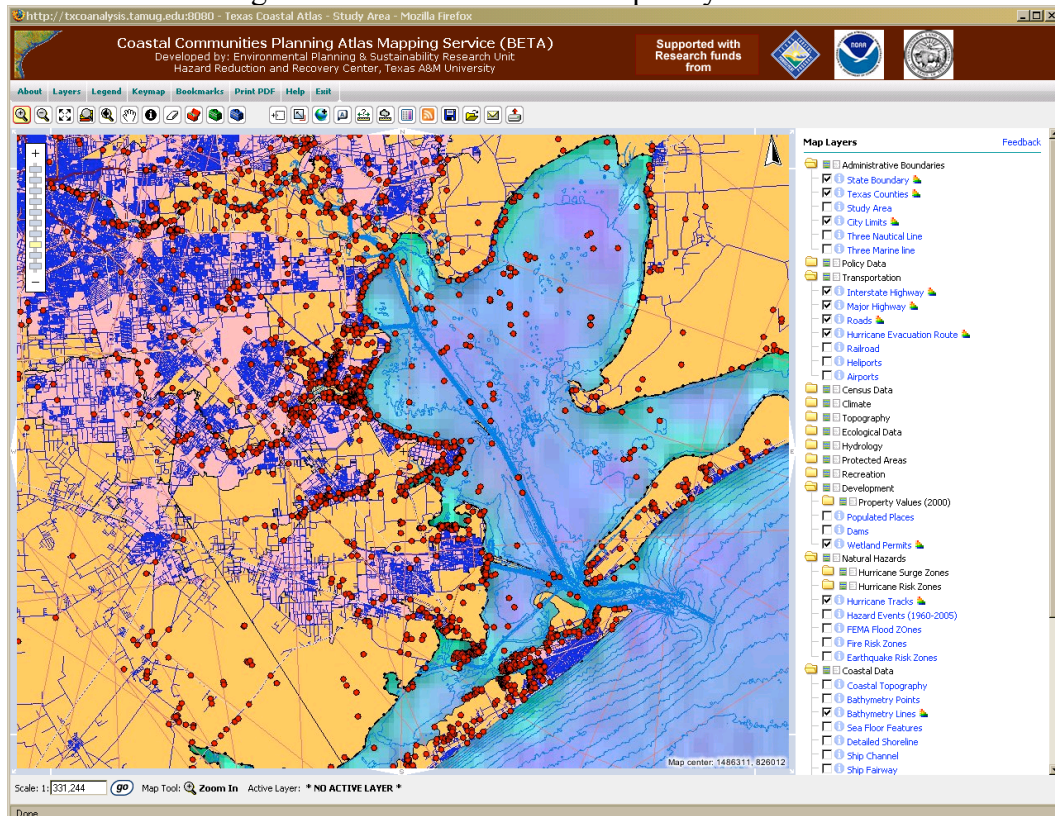 http://txcoanalysis.tamug.edu:8080 - Texas Coastal Atlas - Study Area - Mozilla Firefox
Coastal Communities Planning Atlas Mapping Service (BETA)
Developed by: Environmental Planning & Sustainability Research Unit
Hazard Reduction and Recovery Center, Texas A&M University
Supported with
Research funds
from
NOAA
About Layers Legend Keymap Bookmarks Print PDF Help Exit
Map Layers Feedback
Administrative Boundaries
State Boundary
Texas Counties
Study Area
City Limits
Three Nautical Line
Three Marine line
Policy Data
Transportation
Interstate Highway
Major Highway
Roads
Hurricane Evacuation Route
Railroad
Heliports
Airports
Census Data
Climate
Topography
Ecological Data
Hydrology
Protected Areas
Recreation
Development
Property Values (2000)
Populated Places
Dams
Wetland Permits
Natural Hazards
Hurricane Surge Zones
Hurricane Risk Zones
Hurricane Tracks
Hazard Events (1960-2005)
FEMA Flood ZOnes
Fire Risk Zones
Earthquake Risk Zones
Coastal Data
Coastal Topography
Bathymetry Points
Bathymetry Lines
Sea Floor Features
Detailed Shoreline
Ship Channel
Ship Fairway
N
W
E
S
Map center: 1486311, 826012
Scale: 1: 331,244 go Map Tool: Zoom In Active Layer: * NO ACTIVE LAYER *
Done